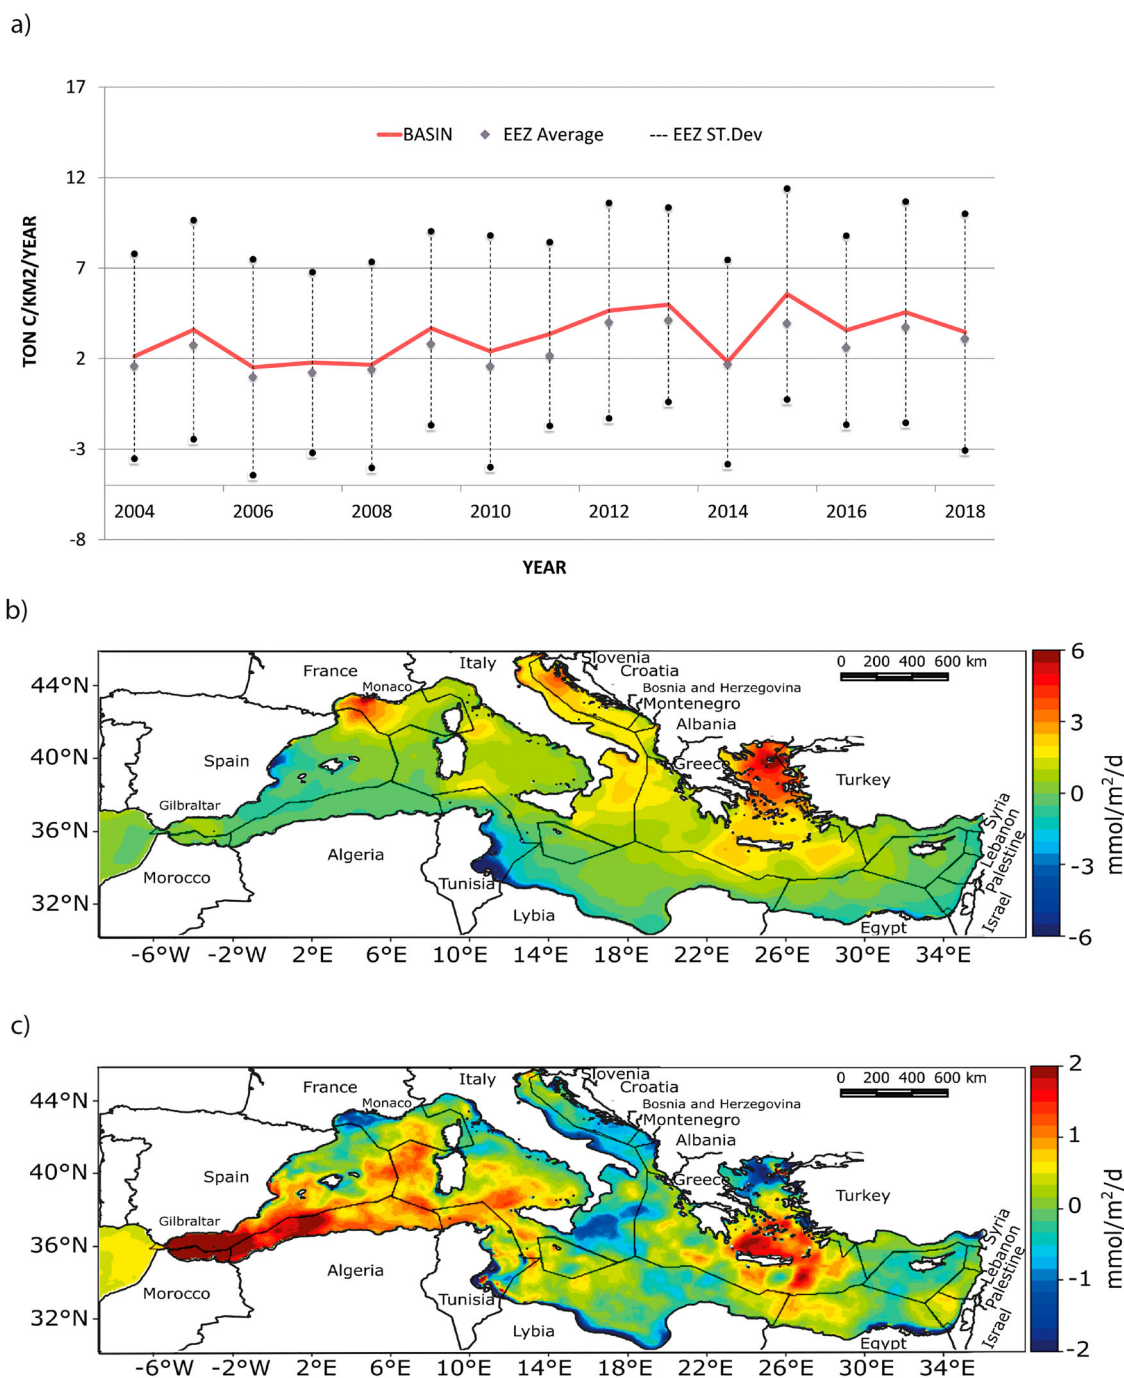 a)
17
BASIN EEZ Average EEZ ST.Dev
12
7
2
-3
-8
TON C/KM2/YEAR
2004 2006 2008 2010 2012 2014 2016 2018
YEAR
b)
44°N
40°N
36°N
32°N
France
Monaco
Italy
Slovenia
Croatia
Bosnia and Herzegovina
Montenegro
Albania
Greece
Turkey
Spain
Gilbraltar
Morocco
Algeria
Tunisia
Lybia
Egypt
Syria
Lebanon
Palestine
Israel
0 200 400 600 km
6
3
0
-3
-6
mmol/m²/d
-6°W -2°W 2°E 6°E 10°E 14°E 18°E 22°E 26°E 30°E 34°E
c)
44°N
40°N
36°N
32°N
France
Monaco
Italy
Slovenia
Croatia
Bosnia and Herzegovina
Montenegro
Albania
Greece
Turkey
Spain
Gilbraltar
Morocco
Algeria
Tunisia
Lybia
Egypt
Syria
Lebanon
Palestine
Israel
0 200 400 600 km
2
1
0
-1
-2
mmol/m²/d
-6°W -2°W 2°E 6°E 10°E 14°E 18°E 22°E 26°E 30°E 34°E